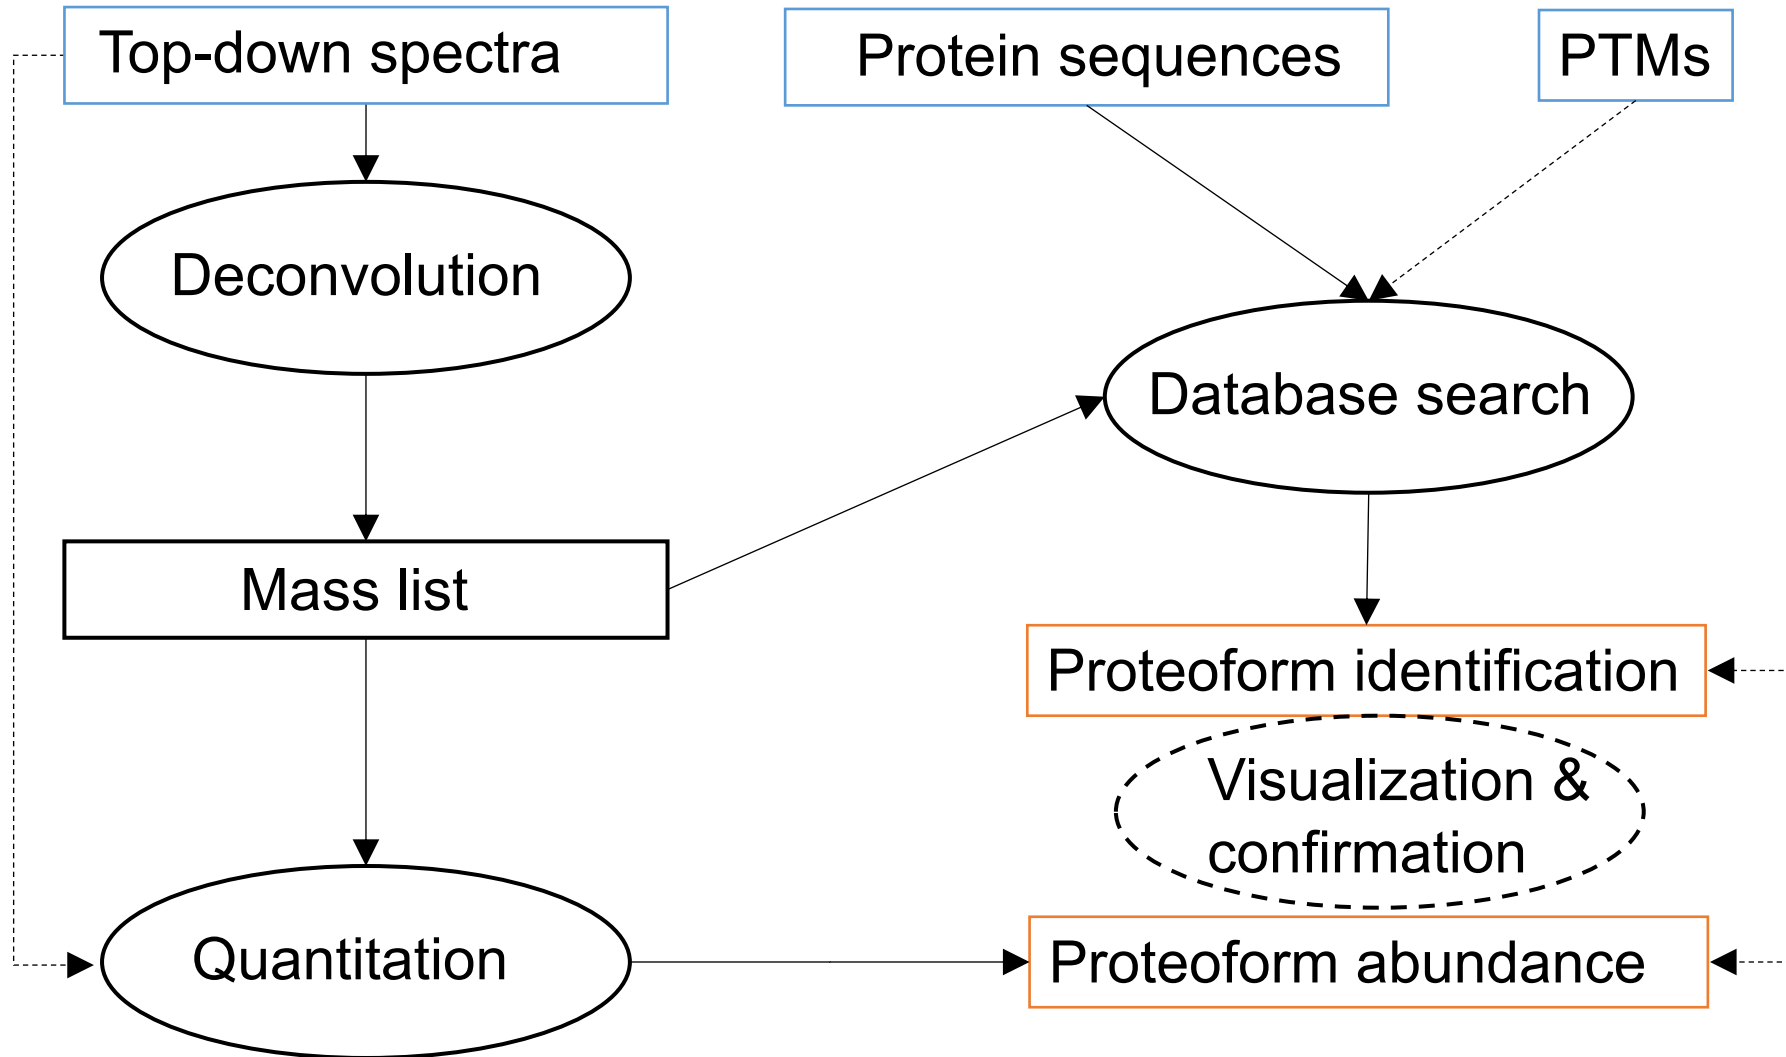 Top-down spectra
Protein sequences
PTMs
Deconvolution
Database search
Mass list
Proteoform identification
Visualization &
confirmation
Quantitation
Proteoform abundance